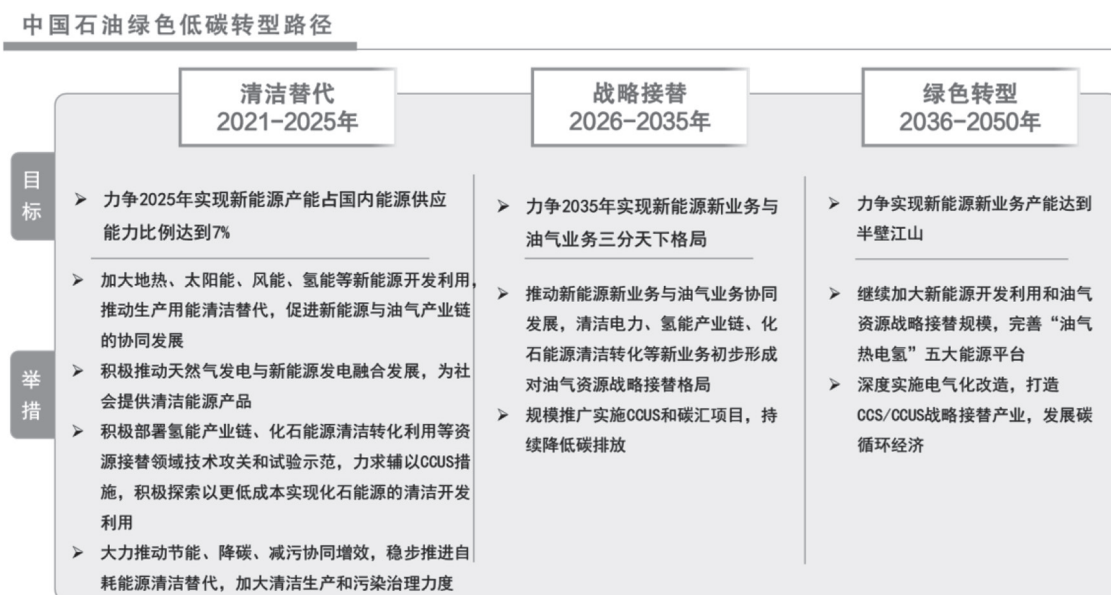 中国石油绿色低碳转型路径
清洁替代
2021-2025年
战略接替
2026-2035年
绿色转型
2036-2050年
目
标
➢ 力争2025年实现新能源产能占国内能源供应
能力比例达到7%
➢ 力争2035年实现新能源新业务与
油气业务三分天下格局
➢ 力争实现新能源新业务产能达到
半壁江山
举
措
➢ 加大地热、太阳能、风能、氢能等新能源开发利用，
推动生产用能清洁替代，促进新能源与油气产业链
的协同发展
➢ 积极推动天然气发电与新能源发电融合发展，为社
会提供清洁能源产品
➢ 积极部署氢能产业链、化石能源清洁转化利用等资
源接替领域技术攻关和试验示范，力求辅以CCUS措
施，积极探索以更低成本实现化石能源的清洁开发
利用
➢ 大力推动节能、降碳、减污协同增效，稳步推进自
耗能源清洁替代，加大清洁生产和污染治理力度
➢ 推动新能源新业务与油气业务协同
发展，清洁电力、氢能产业链、化
石能源清洁转化等新业务初步形成
对油气资源战略接替格局
➢ 规模推广实施CCUS和碳汇项目，持
续降低碳排放
➢ 继续加大新能源开发利用和油气
资源战略接替规模，完善“油气
热电氢”五大能源平台
➢ 深度实施电气化改造，打造
CCS/CCUS战略接替产业，发展碳
循环经济